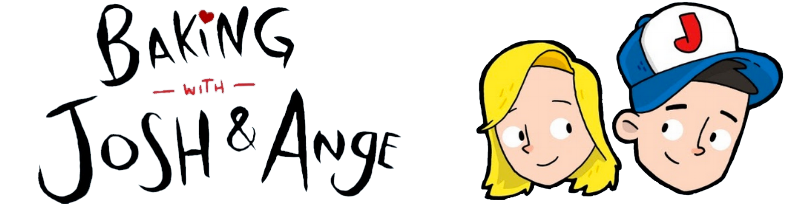 BAKING
— WITH —
JOSH & ANGE
J